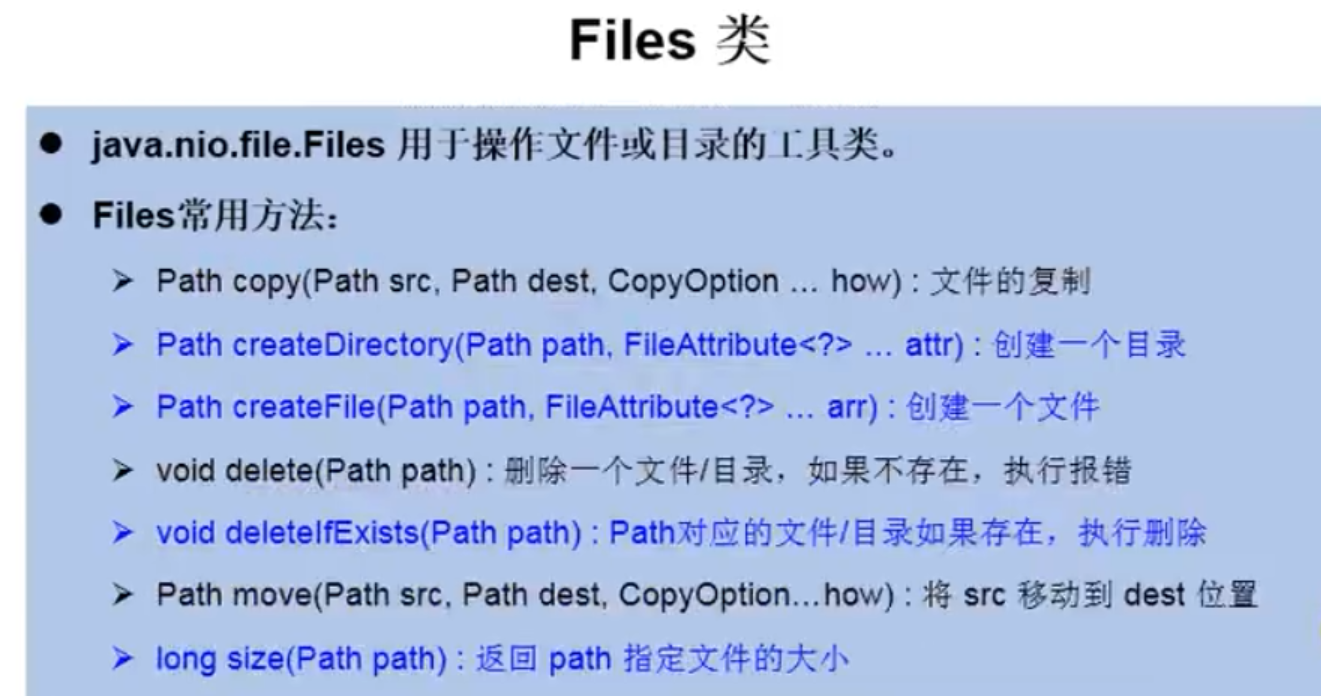 Files 类
● java.nio.file.Files 用于操作文件或目录的工具类。
● Files常用方法：
➢ Path copy(Path src, Path dest, CopyOption … how) : 文件的复制
➢ Path createDirectory(Path path, FileAttribute<?> … attr) : 创建一个目录
➢ Path createFile(Path path, FileAttribute<?> … arr) : 创建一个文件
➢ void delete(Path path) : 删除一个文件/目录，如果不存在，执行报错
➢ void deleteIfExists(Path path) : Path对应的文件/目录如果存在，执行删除
➢ Path move(Path src, Path dest, CopyOption…how) : 将 src 移动到 dest 位置
➢ long size(Path path) : 返回 path 指定文件的大小